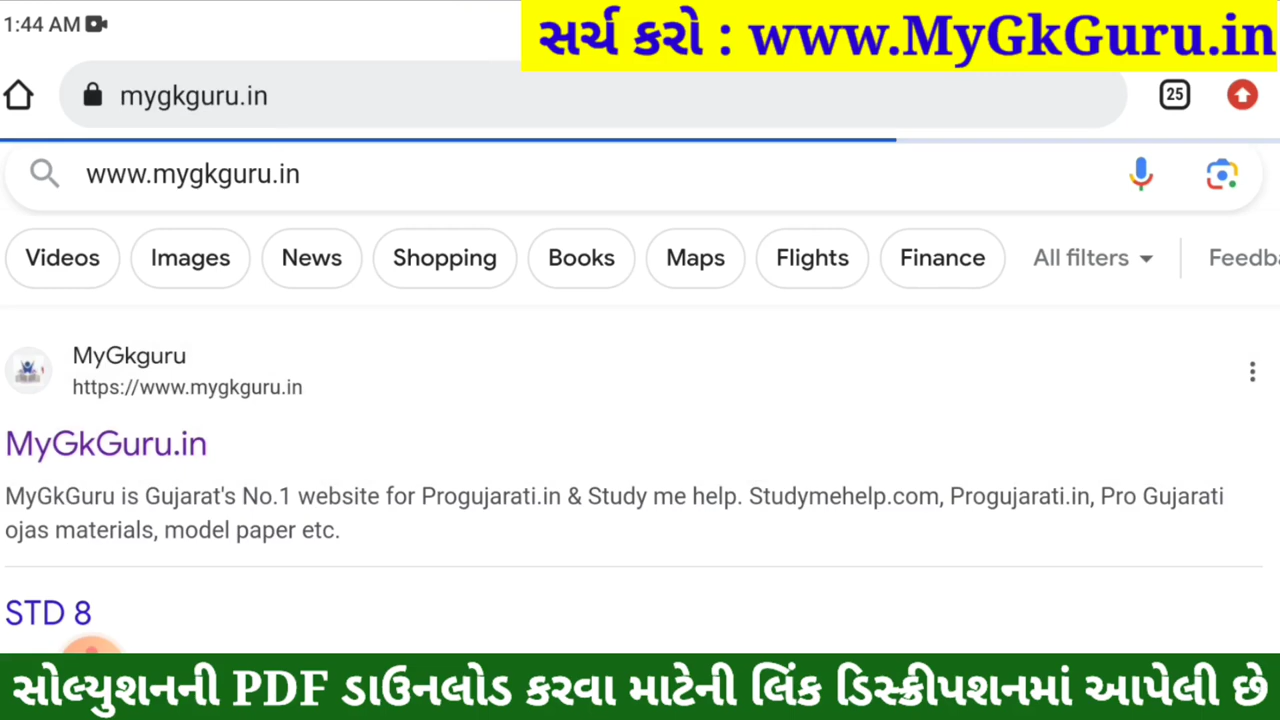 1:44 AM
સર્ચ કરો : www.MyGkGuru.in
mygkguru.in
25
www.mygkguru.in
Videos Images News Shopping Books Maps Flights Finance All filters Feedba
MyGkguru
https://www.mygkguru.in
MyGkGuru.in
MyGkGuru is Gujarat's No.1 website for Progujarati.in & Study me help. Studymehelp.com, Progujarati.in, Pro Gujarati
ojas materials, model paper etc.
STD 8
સોલ્યુશનની PDF ડાઉનલોડ કરવા માટેની લિંક ડિસ્ક્રીપશનમાં આપેલી છે